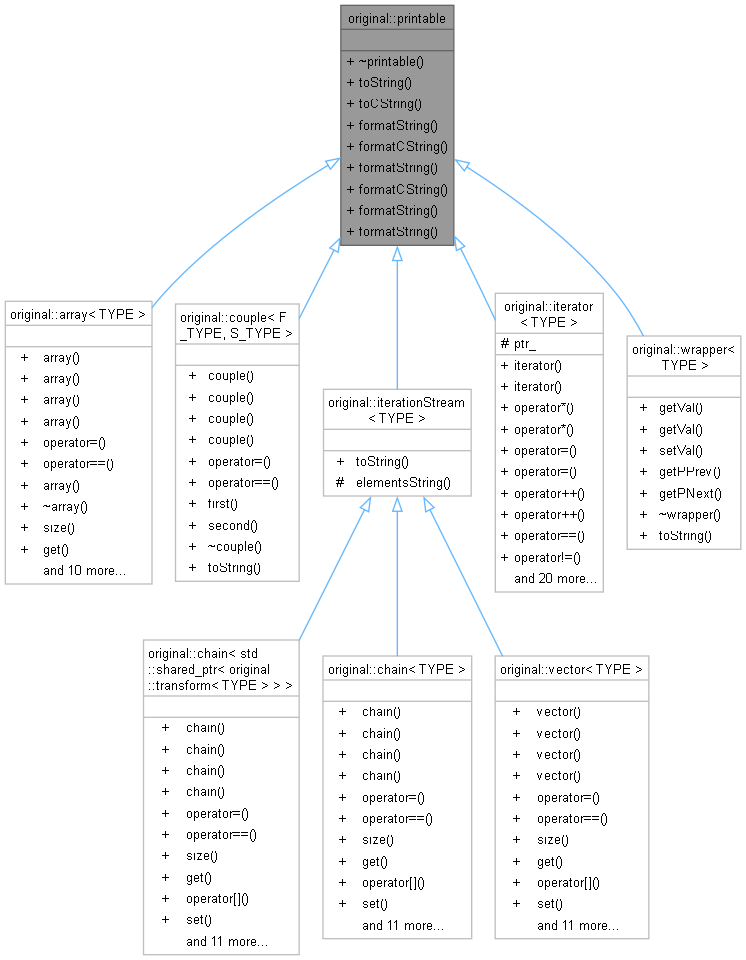 original::printable
+ ~printable()
+ toString()
+ toCString()
+ formatString()
+ formatCString()
+ formatString()
+ formatCString()
+ formatString()
+ formatString()
original::array< TYPE >
+ array()
+ array()
+ array()
+ array()
+ operator=()
+ operator==()
+ array()
+ ~array()
+ size()
+ get()
and 10 more...
original::couple< F
_TYPE, S_TYPE >
+ couple()
+ couple()
+ couple()
+ couple()
+ operator=()
+ operator==()
+ first()
+ second()
+ ~couple()
+ toString()
original::iterationStream
< TYPE >
+ toString()
# elementsString()
original::iterator
< TYPE >
# ptr_
+ iterator()
+ iterator()
+ operator*()
+ operator*()
+ operator=()
+ operator=()
+ operator++()
+ operator++()
+ operator==()
+ operator!=()
and 20 more...
original::wrapper<
TYPE >
+ getVal()
+ getVal()
+ setVal()
+ getPPrev()
+ getPNext()
+ ~wrapper()
+ toString()
original::chain< std
::shared_ptr< original
::transform< TYPE > > >
+ chain()
+ chain()
+ chain()
+ chain()
+ operator=()
+ operator==()
+ size()
+ get()
+ operator[]()
+ set()
and 11 more...
original::chain< TYPE >
+ chain()
+ chain()
+ chain()
+ chain()
+ operator=()
+ operator==()
+ size()
+ get()
+ operator[]()
+ set()
and 11 more...
original::vector< TYPE >
+ vector()
+ vector()
+ vector()
+ vector()
+ operator=()
+ operator==()
+ size()
+ get()
+ operator[]()
+ set()
and 11 more...